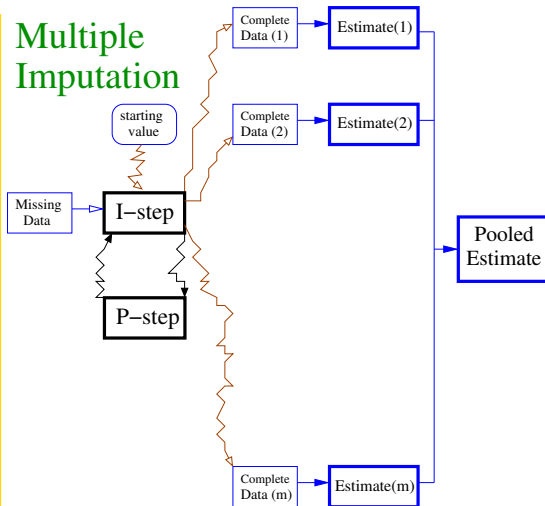 Multiple
Imputation
starting
value
Missing
Data
I−step
P−step
Complete
Data (1)
Estimate(1)
Complete
Data (2)
Estimate(2)
Pooled
Estimate
Complete
Data (m)
Estimate(m)